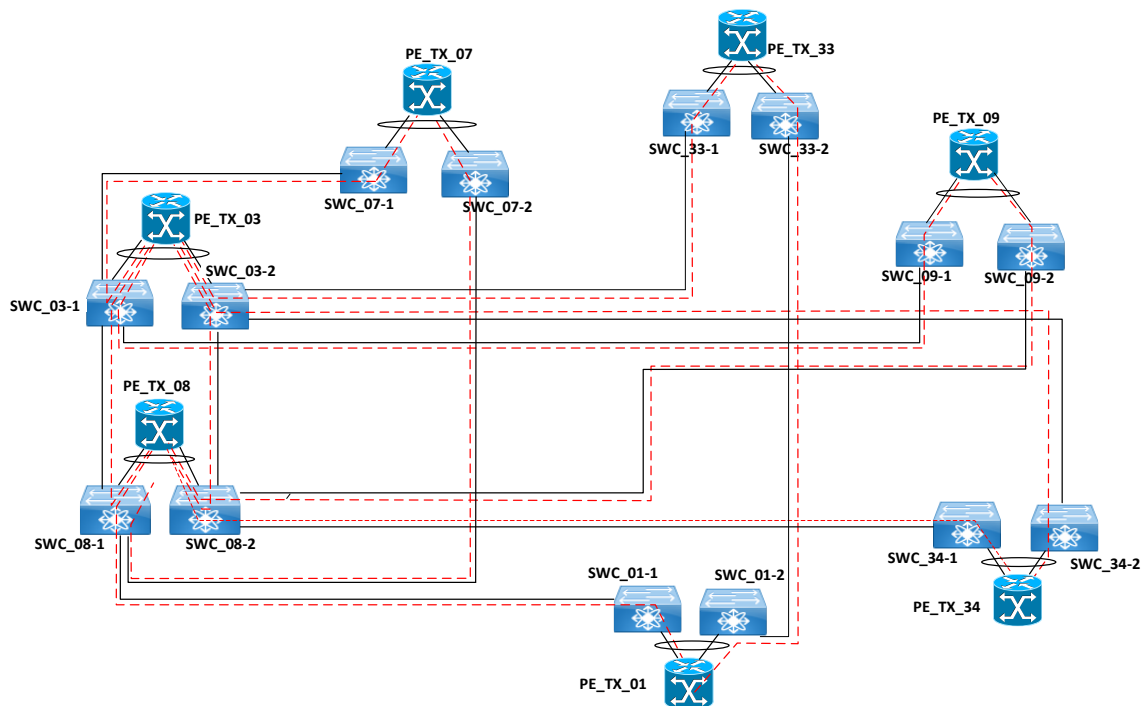 PE_TX_33
PE_TX_07
PE_TX_09
SWC_33-1
SWC_33-2
SWC_07-1
SWC_07-2
PE_TX_03
SWC_03-2
SWC_09-1
SWC_09-2
SWC_03-1
PE_TX_08
SWC_08-1
SWC_08-2
SWC_34-1
SWC_34-2
SWC_01-1
SWC_01-2
PE_TX_34
PE_TX_01